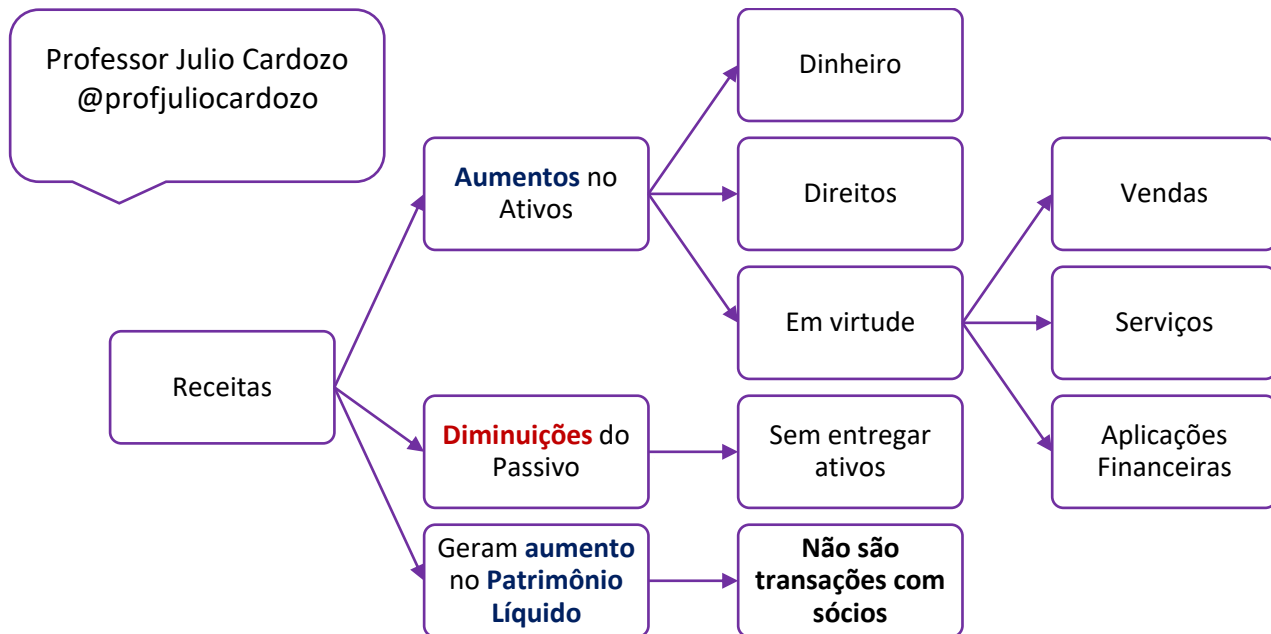 Professor Julio Cardozo
@profjuliocardozo
Dinheiro
Aumentos no
Ativos
Direitos
Vendas
Em virtude
Serviços
Receitas
Diminuições do
Passivo
Sem entregar
ativos
Aplicações
Financeiras
Geram aumento
no Patrimônio
Líquido
Não são
transações com
sócios